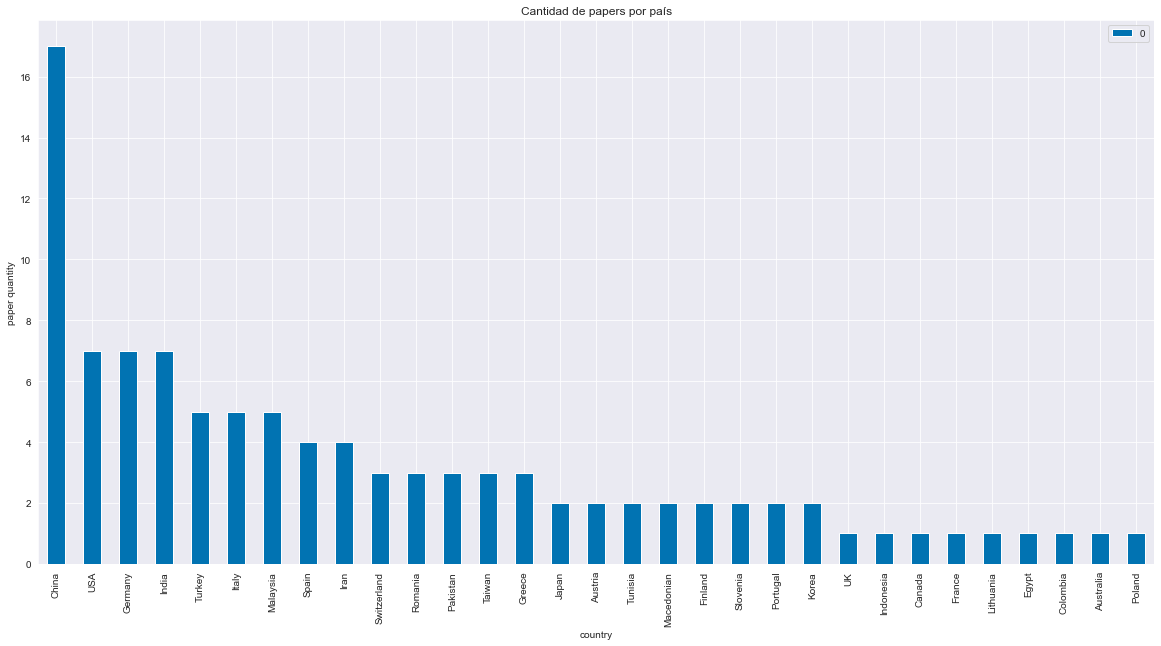 Cantidad de papers por país
0
16
14
12
10
8
6
4
2
0
paper quantity
China
USA
Germany
India
Turkey
Italy
Malaysia
Spain
Iran
Switzerland
Romania
Pakistan
Taiwan
Greece
Japan
Austria
Tunisia
Macedonian
Finland
Slovenia
Portugal
Korea
UK
Indonesia
Canada
France
Lithuania
Egypt
Colombia
Australia
Poland
country